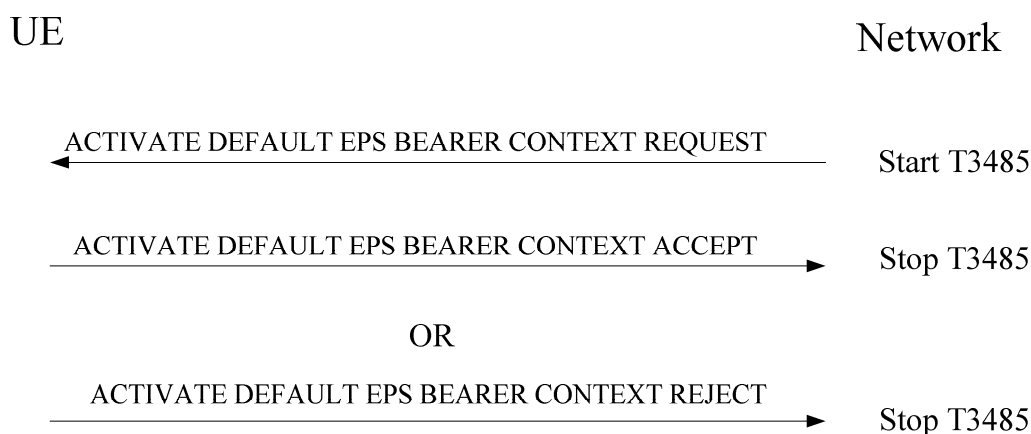 UE
Network
ACTIVATE DEFAULT EPS BEARER CONTEXT REQUEST
Start T3485
ACTIVATE DEFAULT EPS BEARER CONTEXT ACCEPT
Stop T3485
OR
ACTIVATE DEFAULT EPS BEARER CONTEXT REJECT
Stop T3485